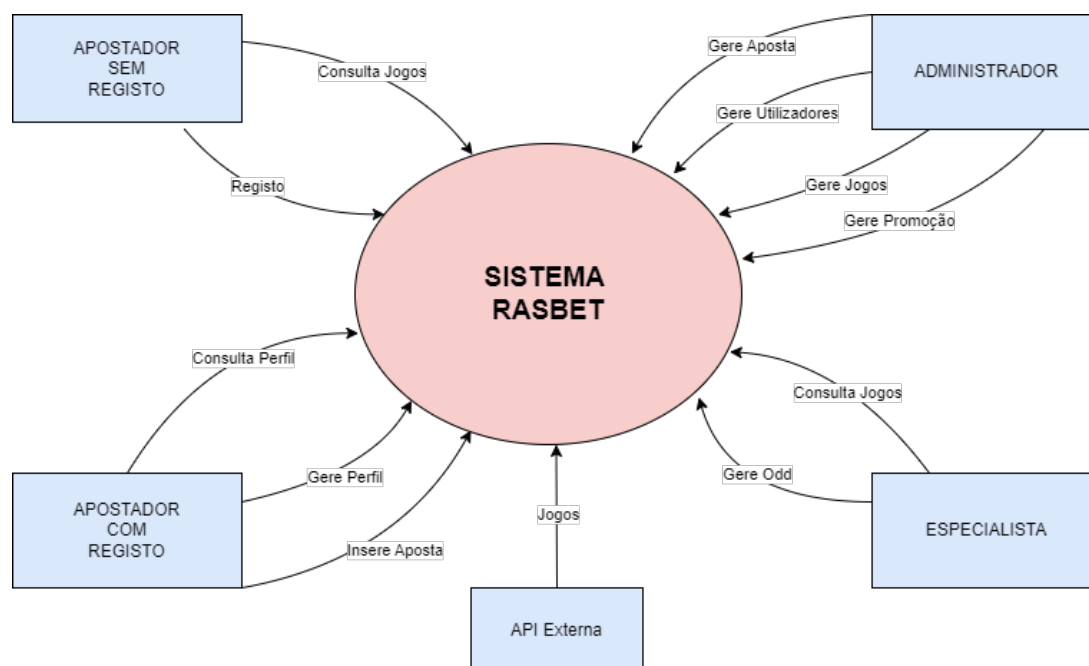 APOSTADOR
SEM
REGISTO
Consulta Jogos
Registo
Gere Aposta
Gere Utilizadores
Gere Jogos
Gere Promoção
ADMINISTRADOR
SISTEMA
RASBET
Consulta Perfil
Gere Perfil
Insere Aposta
APOSTADOR
COM
REGISTO
Jogos
API Externa
Consulta Jogos
Gere Odd
ESPECIALISTA